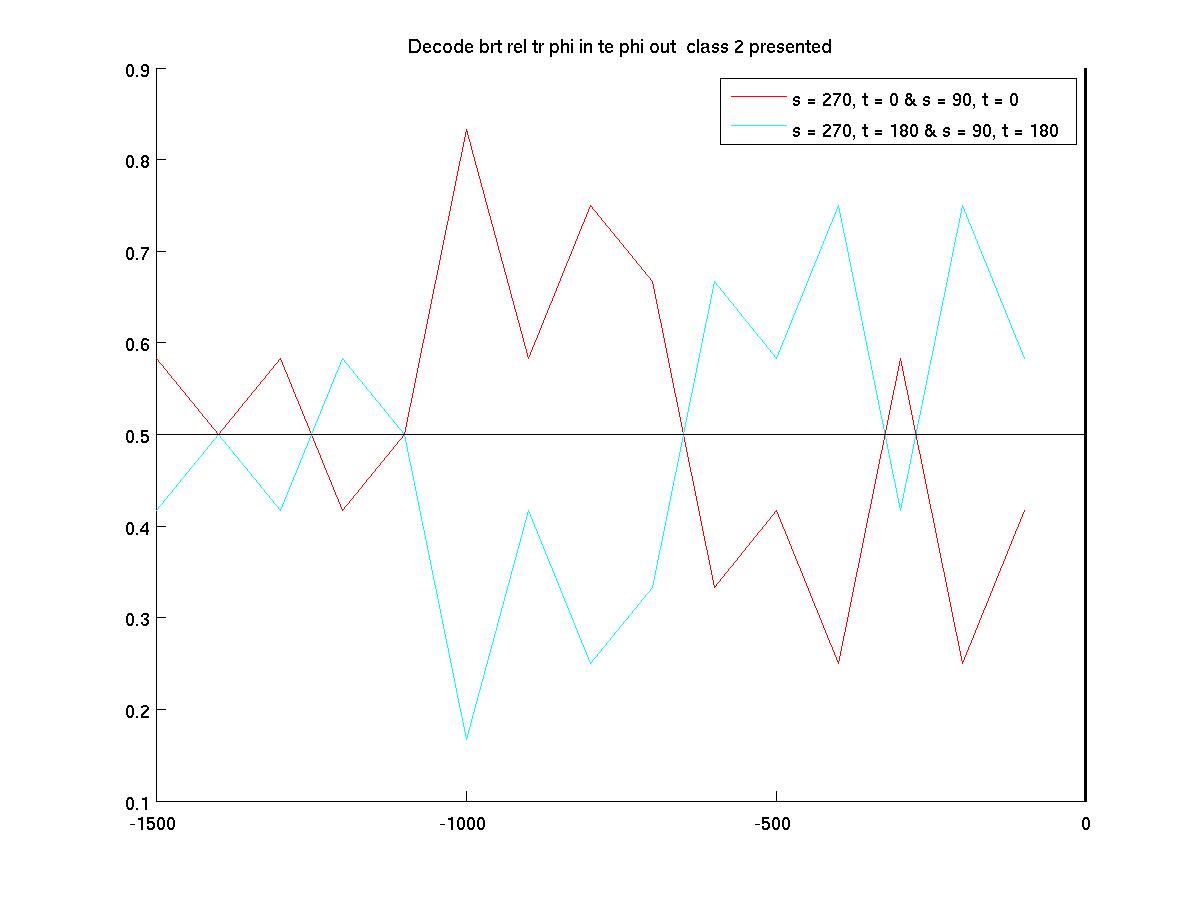 Decode brt rel tr phi in te phi out  class 2 presented
s = 270, t = 0 & s = 90, t = 0
s = 270, t = 180 & s = 90, t = 180
0.9
0.8
0.7
0.6
0.5
0.4
0.3
0.2
0.1
-1500 -1000 -500 0